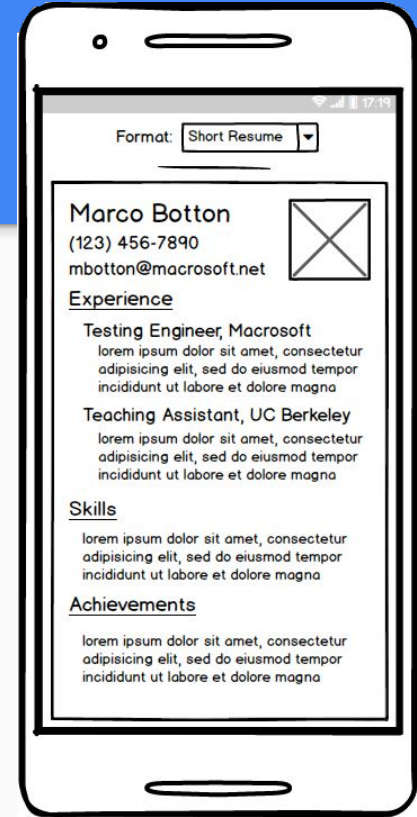 17:19
Format: Short Resume
Marco Botton
(123) 456-7890
mbotton@macrosoft.net
Experience
Testing Engineer, Macrosoft
lorem ipsum dolor sit amet, consectetur
adipisicing elit, sed do eiusmod tempor
incididunt ut labore et dolore magna
Teaching Assistant, UC Berkeley
lorem ipsum dolor sit amet, consectetur
adipisicing elit, sed do eiusmod tempor
incididunt ut labore et dolore magna
Skills
lorem ipsum dolor sit amet, consectetur
adipisicing elit, sed do eiusmod tempor
incididunt ut labore et dolore magna
Achievements
lorem ipsum dolor sit amet, consectetur
adipisicing elit, sed do eiusmod tempor
incididunt ut labore et dolore magna